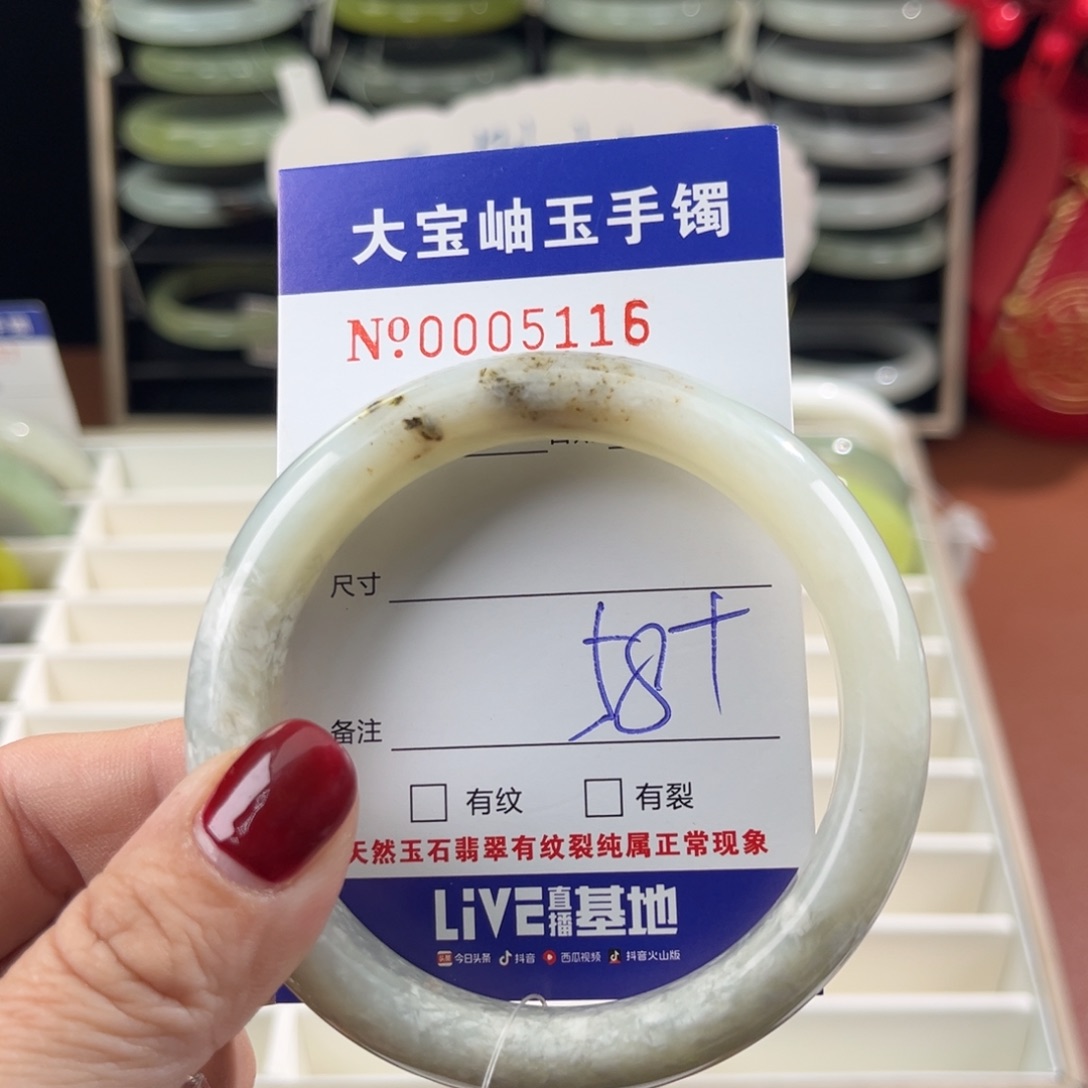 大宝岫玉手镯
Nº0005116
尺寸
58+
备注
有纹 有裂
天然玉石翡翠有纹裂纯属正常现象
LiVE直播基地
今日头条 抖音 西瓜视频 抖音火山版